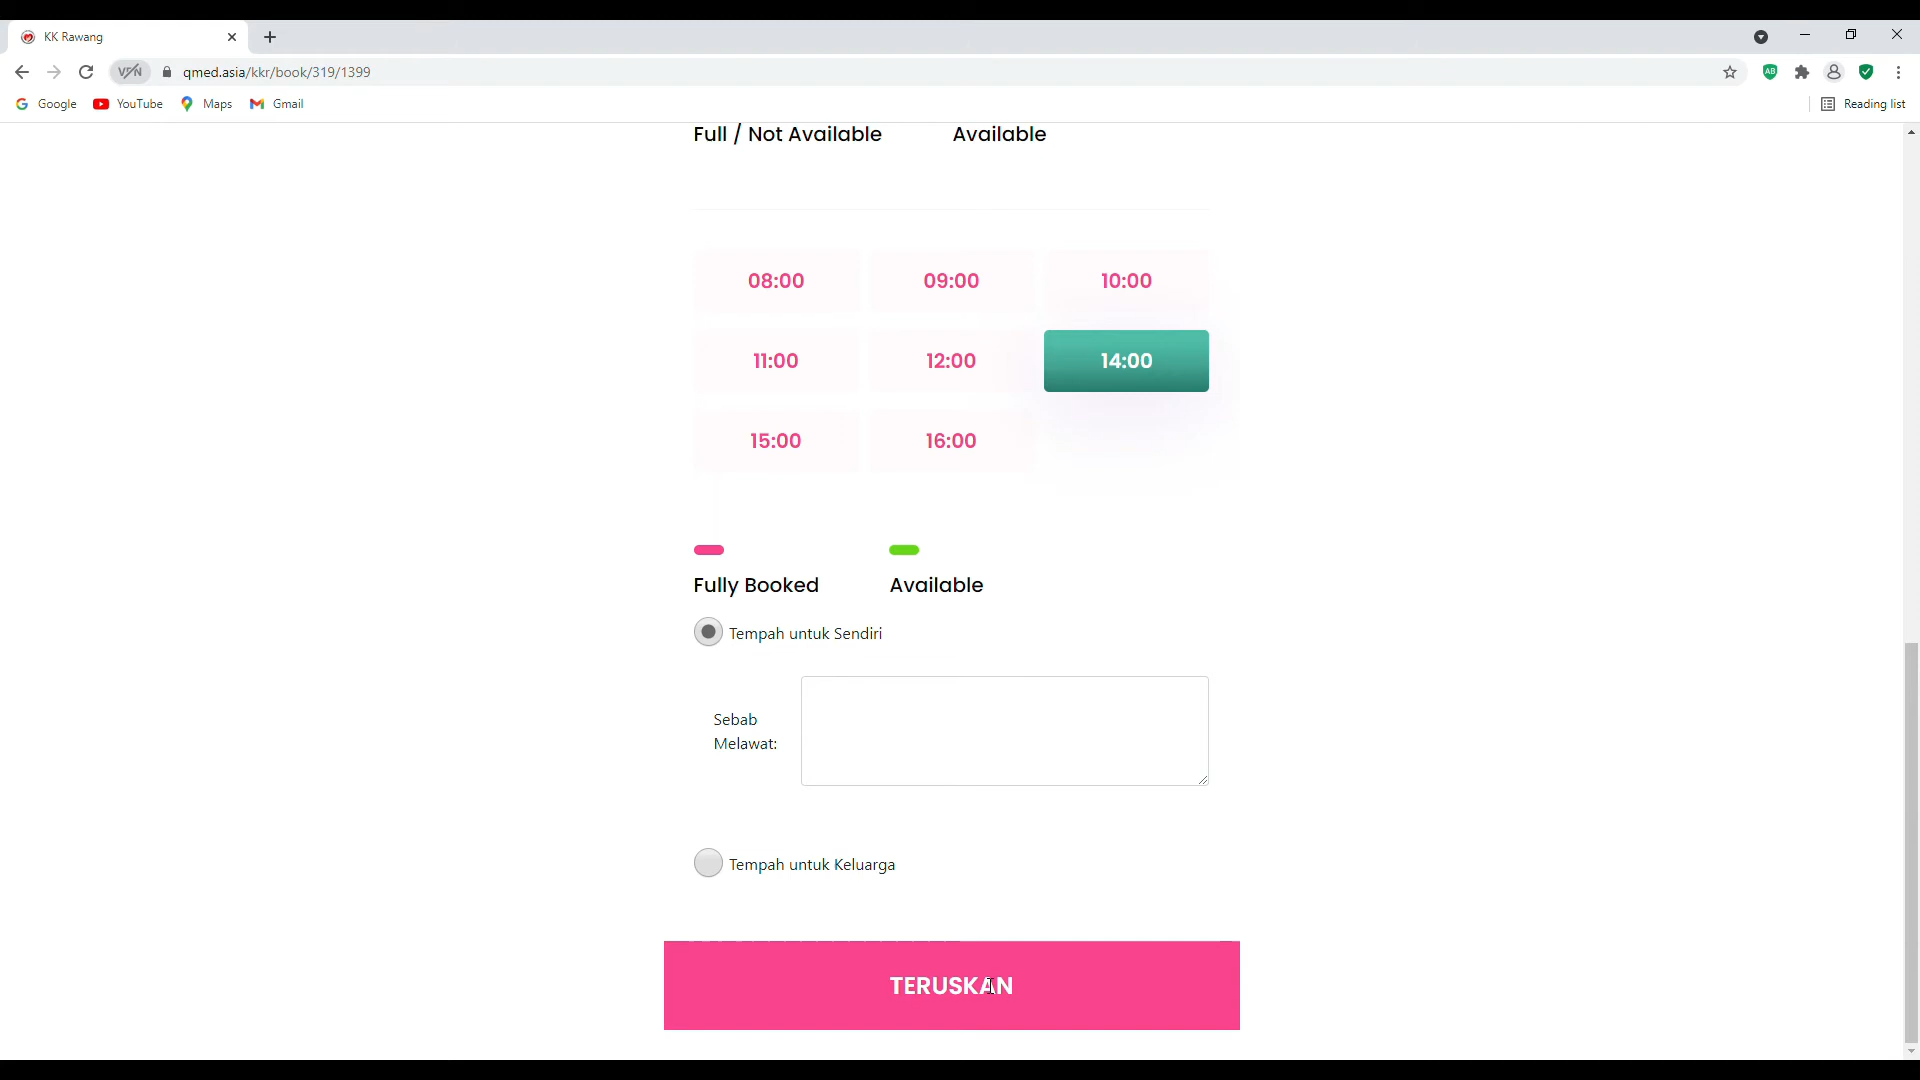 KK Rawang
VPN
qmed.asia/kkr/book/319/1399
AB
Google YouTube Maps Gmail Reading list
Full / Not Available Available
08:00 09:00 10:00
11:00 12:00 14:00
15:00 16:00
Fully Booked Available
Tempah untuk Sendiri
Sebab
Melawat:
Tempah untuk Keluarga
TERUSKAN